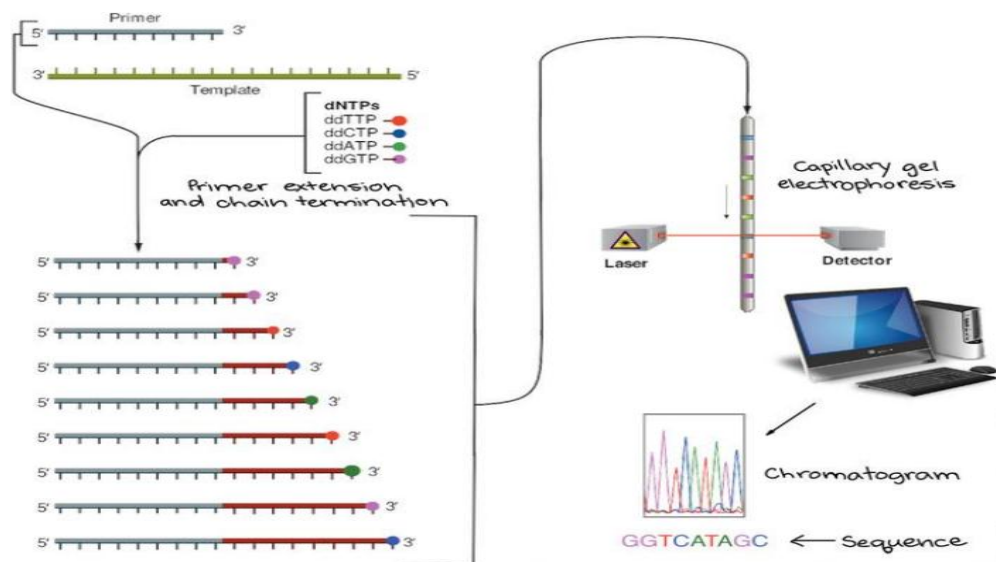 Primer
5' 3'
3' 5'
Template
dNTPs
ddTTP
ddCTP
ddATP
ddGTP
Primer extension
and chain termination
5' 3'
5' 3'
5' 3'
5' 3'
5' 3'
5' 3'
5' 3'
5' 3'
5' 3'
Capillary gel
electrophoresis
Laser
Detector
Chromatogram
GGTCATAGC
Sequence